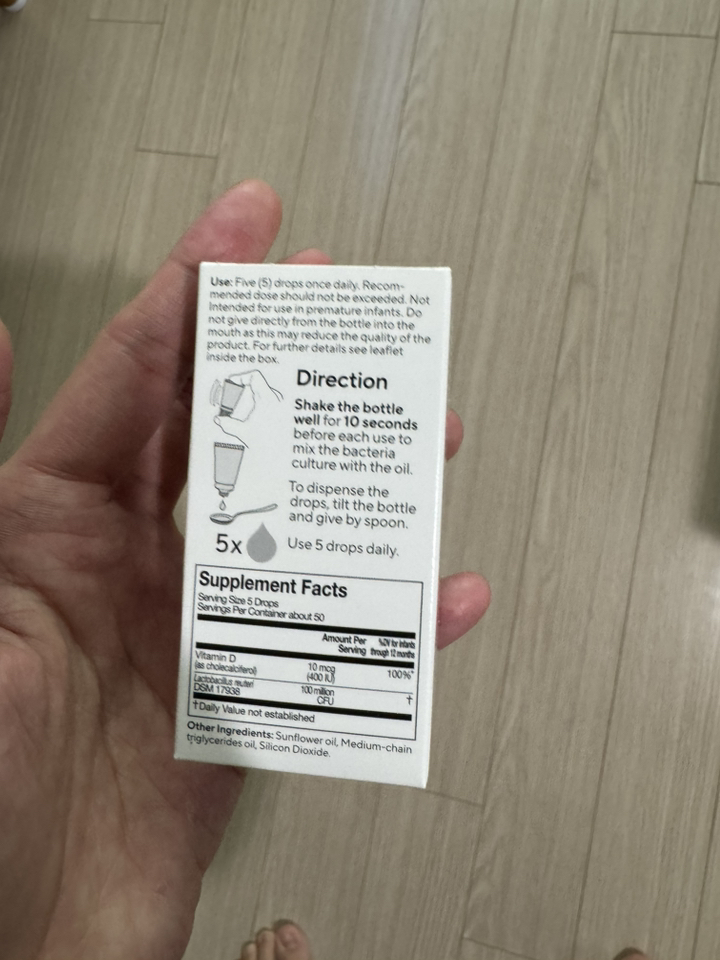 Use: Five (5) drops once daily. Recom-
mended dose should not be exceeded. Not
Intended for use in premature infants. Do
not give directly from the bottle into the
mouth as this may reduce the quality of the
product. For further details see leaflet
inside the box.
Direction
Shake the bottle
well for 10 seconds
before each use to
mix the bacteria
culture with the oil.
To dispense the
drops, tilt the bottle
and give by spoon.
5x
Use 5 drops daily.
Supplement Facts
Serving Size 5 Drops
Servings Per Container about 50
Amount Per Serving
%DV for infants through 12 months
Vitamin D
(as cholecalciferol)
10 mcg
(400 IU)
100%*
Lactobacillus reuteri
DSM 17938
100 million
CFU
†
†Daily Value not established
Other Ingredients: Sunflower oil, Medium-chain
triglycerides oil, Silicon Dioxide.